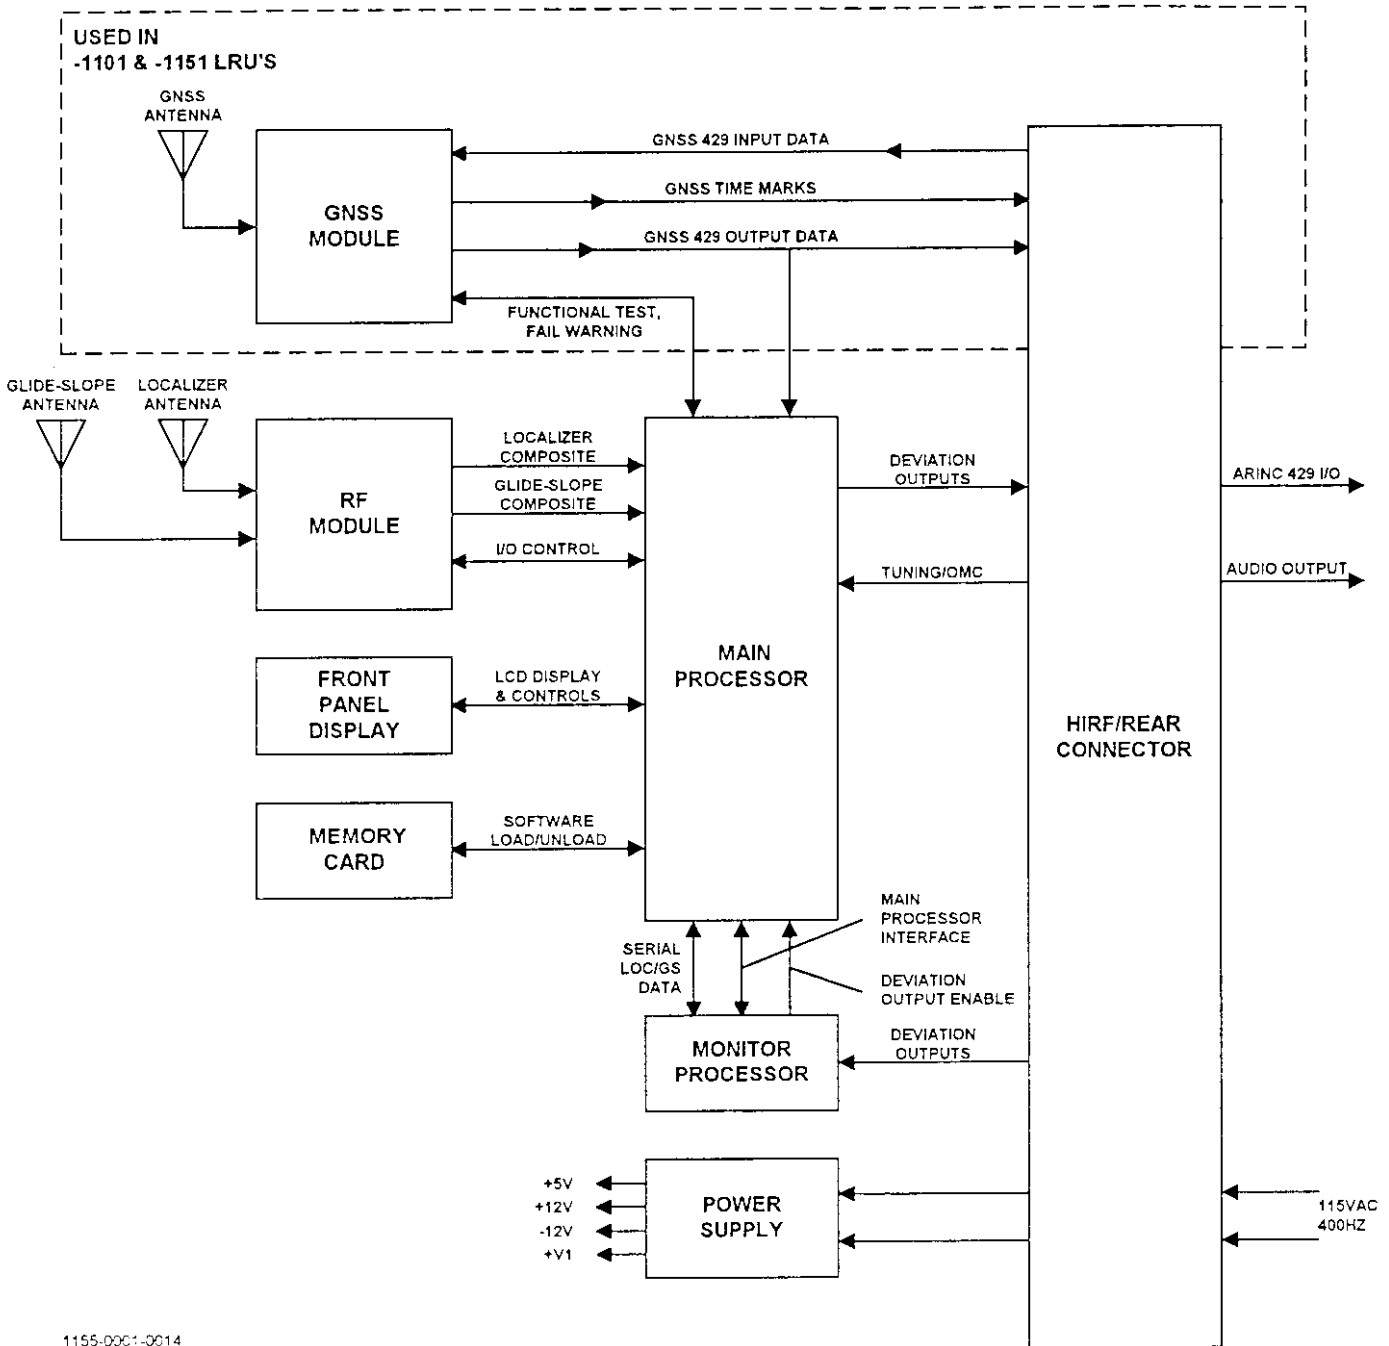 USED IN
-1101 & -1151 LRU'S
GNSS
ANTENNA
GNSS
MODULE
GNSS 429 INPUT DATA
GNSS TIME MARKS
GNSS 429 OUTPUT DATA
FUNCTIONAL TEST,
FAIL WARNING
GLIDE-SLOPE
ANTENNA
LOCALIZER
ANTENNA
RF
MODULE
LOCALIZER
COMPOSITE
GLIDE-SLOPE
COMPOSITE
I/O CONTROL
DEVIATION
OUTPUTS
TUNING/OMC
ARINC 429 I/O
AUDIO OUTPUT
MAIN
PROCESSOR
FRONT
PANEL
DISPLAY
LCD DISPLAY
& CONTROLS
HIRF/REAR
CONNECTOR
MEMORY
CARD
SOFTWARE
LOAD/UNLOAD
MAIN
PROCESSOR
INTERFACE
SERIAL
LOC/GS
DATA
DEVIATION
OUTPUT ENABLE
MONITOR
PROCESSOR
DEVIATION
OUTPUTS
+5V
+12V
-12V
+V1
POWER
SUPPLY
115VAC
400HZ
1155-0001-0014